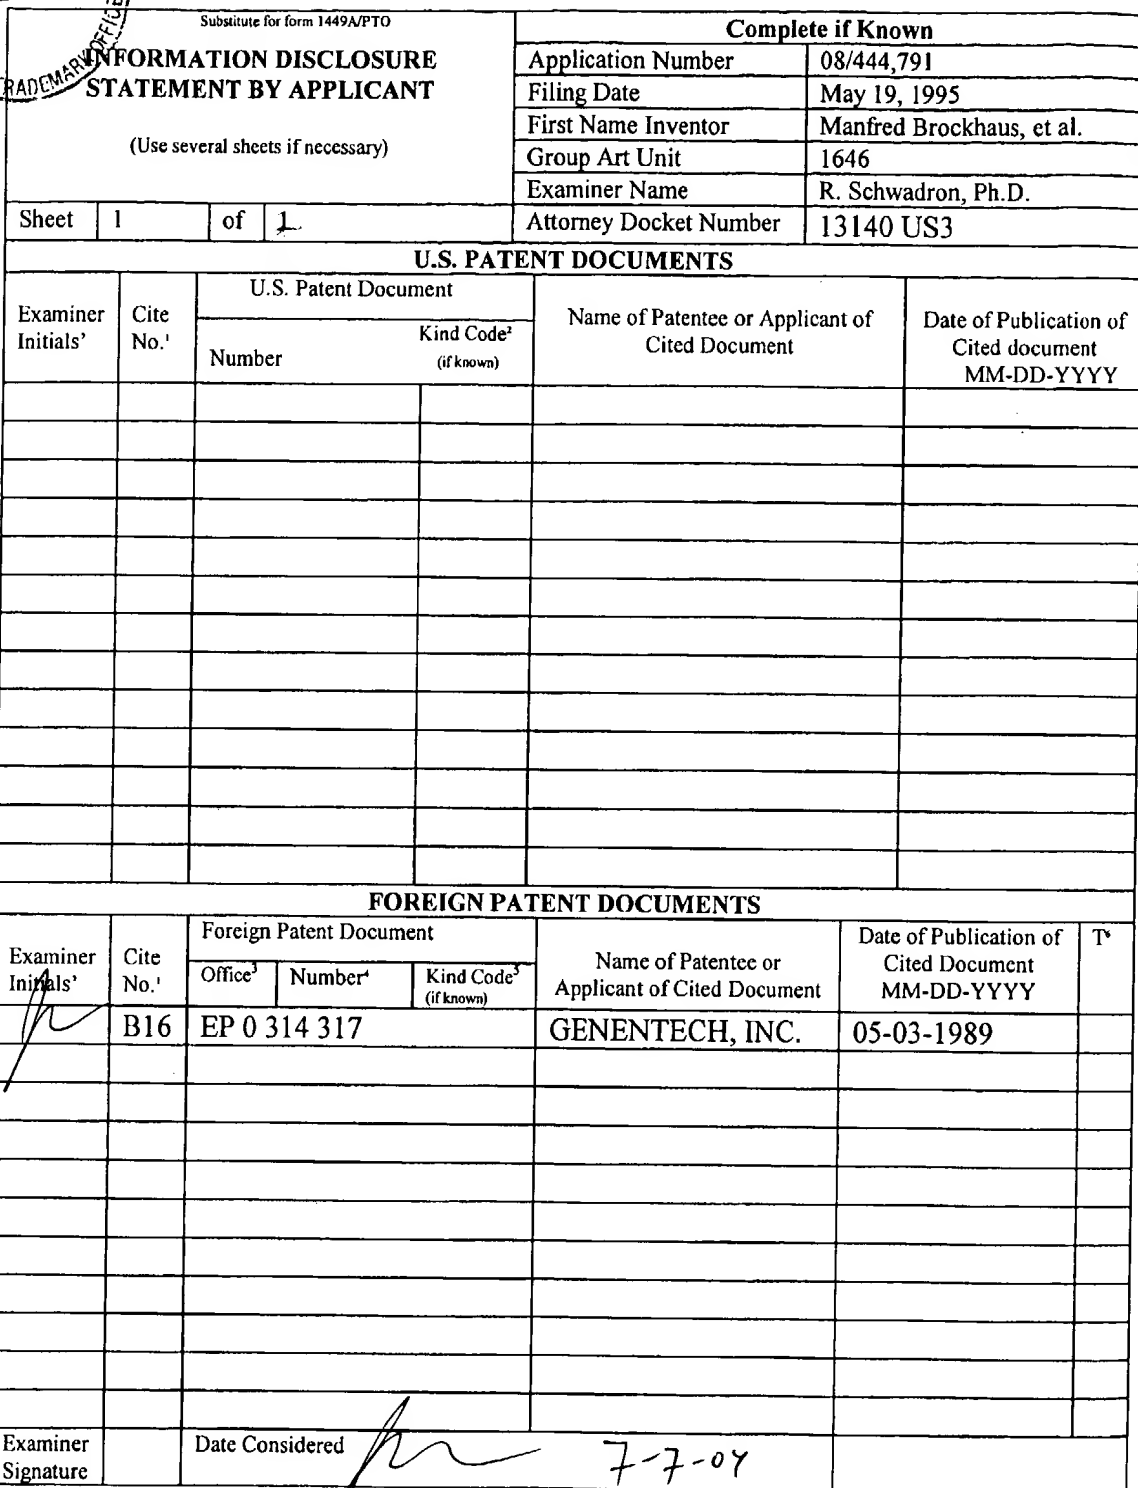 Substitute for form 1449A/PTO
INFORMATION DISCLOSURE
STATEMENT BY APPLICANT
(Use several sheets if necessary)
Sheet 1 of 1
Complete if Known
Application Number 08/444,791
Filing Date May 19, 1995
First Name Inventor Manfred Brockhaus, et al.
Group Art Unit 1646
Examiner Name R. Schwadron, Ph.D.
Attorney Docket Number 13140 US3
U.S. PATENT DOCUMENTS
Examiner
Initials'
Cite
No.¹
U.S. Patent Document
Number
Kind Code²
(if known)
Name of Patentee or Applicant of
Cited Document
Date of Publication of
Cited document
MM-DD-YYYY
FOREIGN PATENT DOCUMENTS
Examiner
Initials'
Cite
No.¹
Foreign Patent Document
Office³
Number⁴
Kind Code⁵
(if known)
Name of Patentee or
Applicant of Cited Document
Date of Publication of
Cited Document
MM-DD-YYYY
T⁶
B16 EP 0 314 317 GENENTECH, INC. 05-03-1989
Examiner
Signature
Date Considered
7-7-04